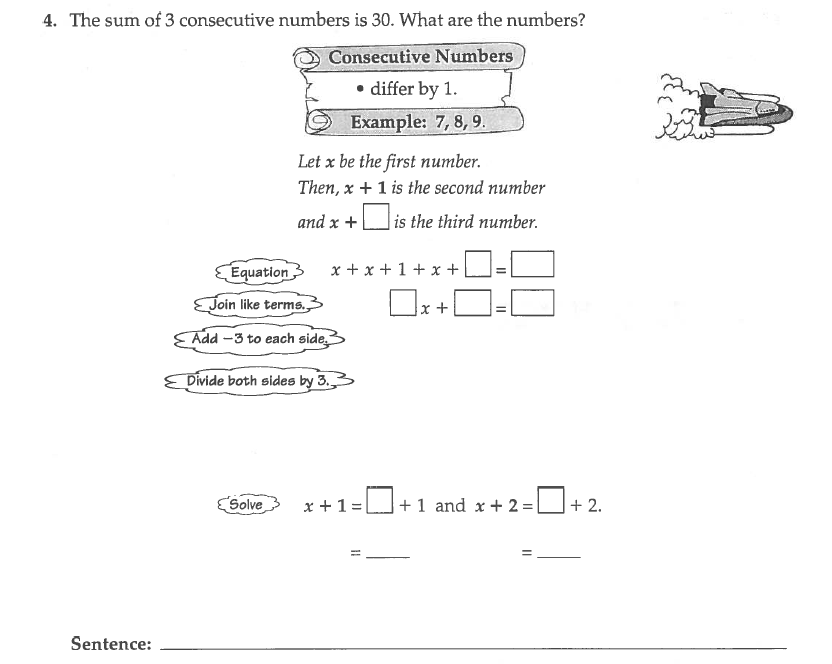 4. The sum of 3 consecutive numbers is 30. What are the numbers?
Consecutive Numbers
• differ by 1.
Example: 7, 8, 9.
Let x be the first number.
Then, x + 1 is the second number
and x + □ is the third number.
Equation x + x + 1 + x + □ = □
Join like terms. □ x + □ = □
Add −3 to each side.
Divide both sides by 3.
Solve x + 1 = □ + 1 and x + 2 = □ + 2.
= ____ = ____
Sentence: ____